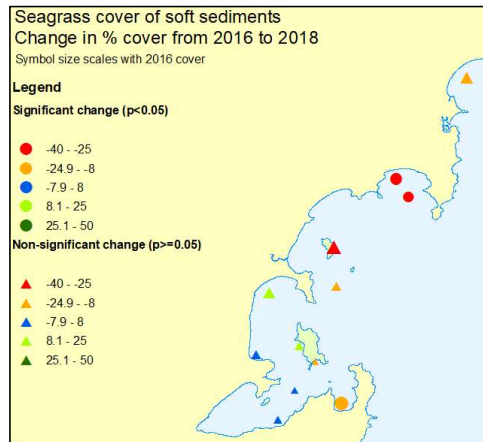 Seagrass cover of soft sediments
Change in % cover from 2016 to 2018
Symbol size scales with 2016 cover
Legend
Significant change (p<0.05)
-40 - -25
-24.9 - -8
-7.9 - 8
8.1 - 25
25.1 - 50
Non-significant change (p>=0.05)
-40 - -25
-24.9 - -8
-7.9 - 8
8.1 - 25
25.1 - 50